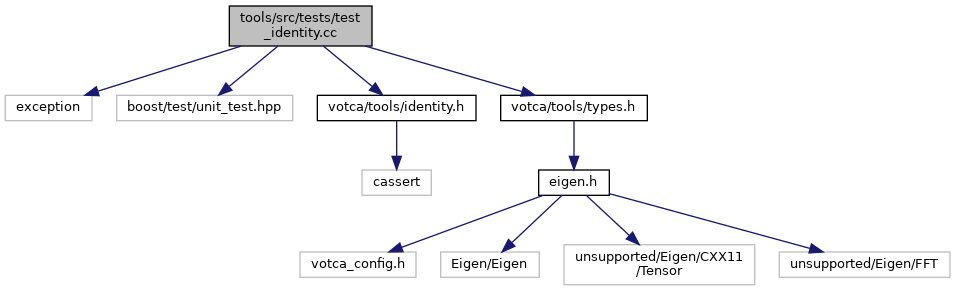 tools/src/tests/test
_identity.cc
exception
boost/test/unit_test.hpp
votca/tools/identity.h
votca/tools/types.h
cassert
eigen.h
votca_config.h
Eigen/Eigen
unsupported/Eigen/CXX11
/Tensor
unsupported/Eigen/FFT